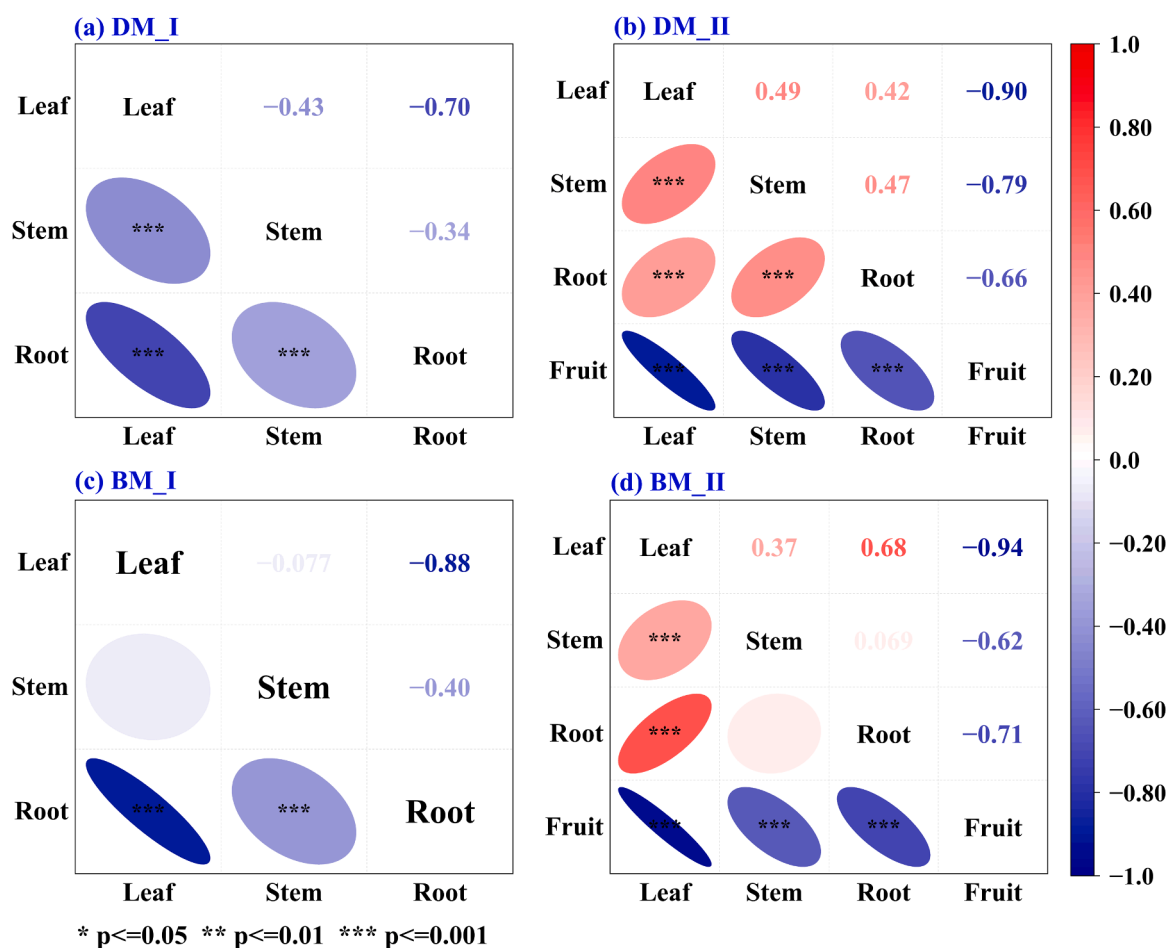 (a) DM_I
Leaf Leaf −0.43 −0.70
Stem *** Stem −0.34
Root *** *** Root
Leaf Stem Root
(b) DM_II
Leaf Leaf 0.49 0.42 −0.90
Stem *** Stem 0.47 −0.79
Root *** *** Root −0.66
Fruit *** *** *** Fruit
Leaf Stem Root Fruit
(c) BM_I
Leaf Leaf −0.077 −0.88
Stem Stem −0.40
Root *** *** Root
Leaf Stem Root
(d) BM_II
Leaf Leaf 0.37 0.68 −0.94
Stem *** Stem 0.069 −0.62
Root *** Root −0.71
Fruit *** *** *** Fruit
Leaf Stem Root Fruit
1.0
0.80
0.60
0.40
0.20
0.0
−0.20
−0.40
−0.60
−0.80
−1.0
* p<=0.05 ** p<=0.01 *** p<=0.001